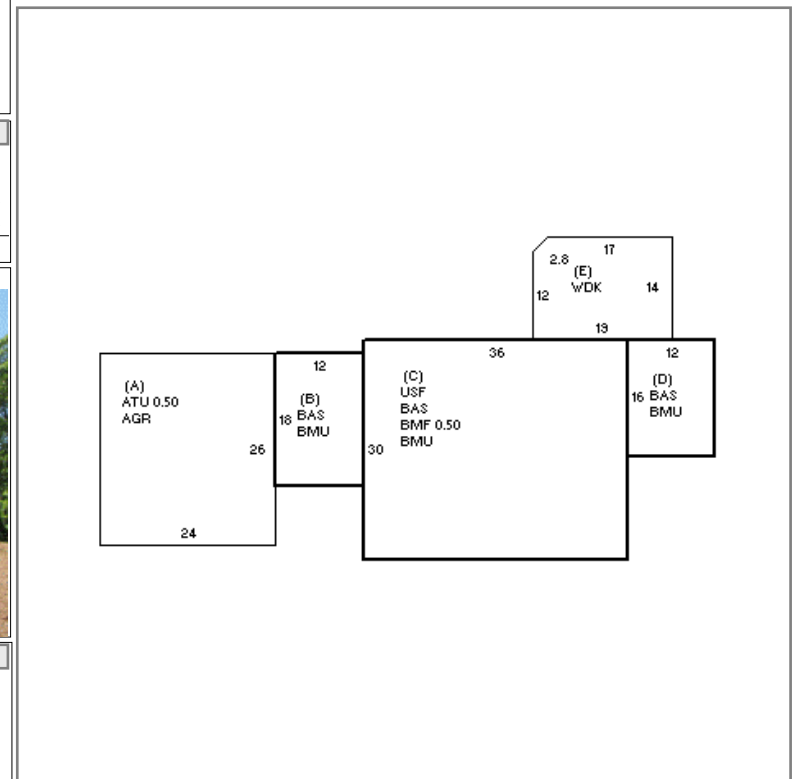 17
2.8
(E)
WDK
12
14
19
36
12
12
(A)
ATU 0.50
AGR
(B)
18 BAS
BMU
(C)
USF
BAS
BMF 0.50
BMU
(D)
16 BAS
BMU
26
30
24